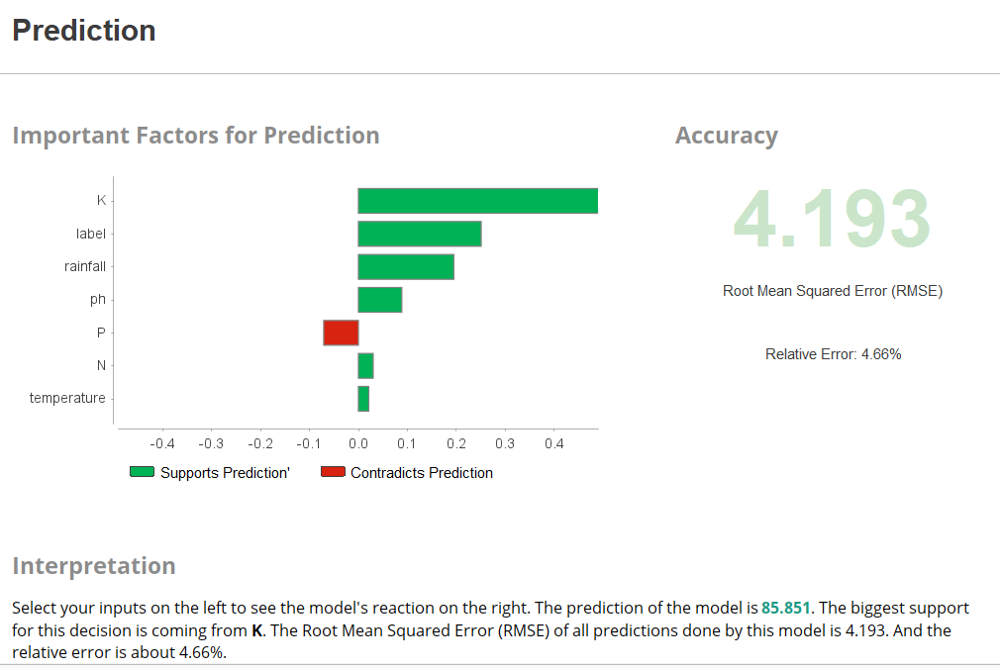 Prediction
Important Factors for Prediction
Accuracy
K
label
rainfall
ph
P
N
temperature
-0.4 -0.3 -0.2 -0.1 0.0 0.1 0.2 0.3 0.4
Supports Prediction' Contradicts Prediction
4.193
Root Mean Squared Error (RMSE)
Relative Error: 4.66%
Interpretation
Select your inputs on the left to see the model's reaction on the right. The prediction of the model is 85.851. The biggest support
for this decision is coming from K. The Root Mean Squared Error (RMSE) of all predictions done by this model is 4.193. And the
relative error is about 4.66%.